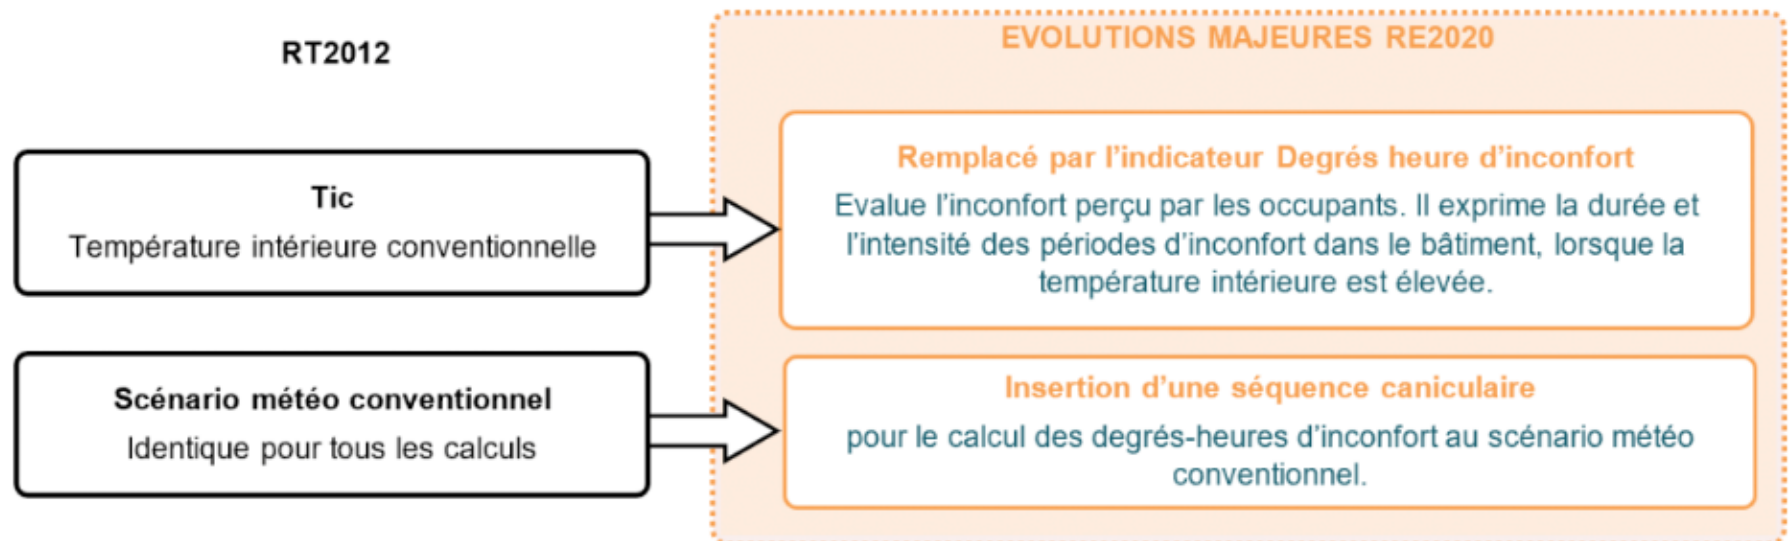 RT2012
EVOLUTIONS MAJEURES RE2020
Tic
Température intérieure conventionnelle
Remplacé par l'indicateur Degrés heure d'inconfort
Evalue l'inconfort perçu par les occupants. Il exprime la durée et
l'intensité des périodes d'inconfort dans le bâtiment, lorsque la
température intérieure est élevée.
Scénario météo conventionnel
Identique pour tous les calculs
Insertion d'une séquence caniculaire
pour le calcul des degrés-heures d'inconfort au scénario météo
conventionnel.